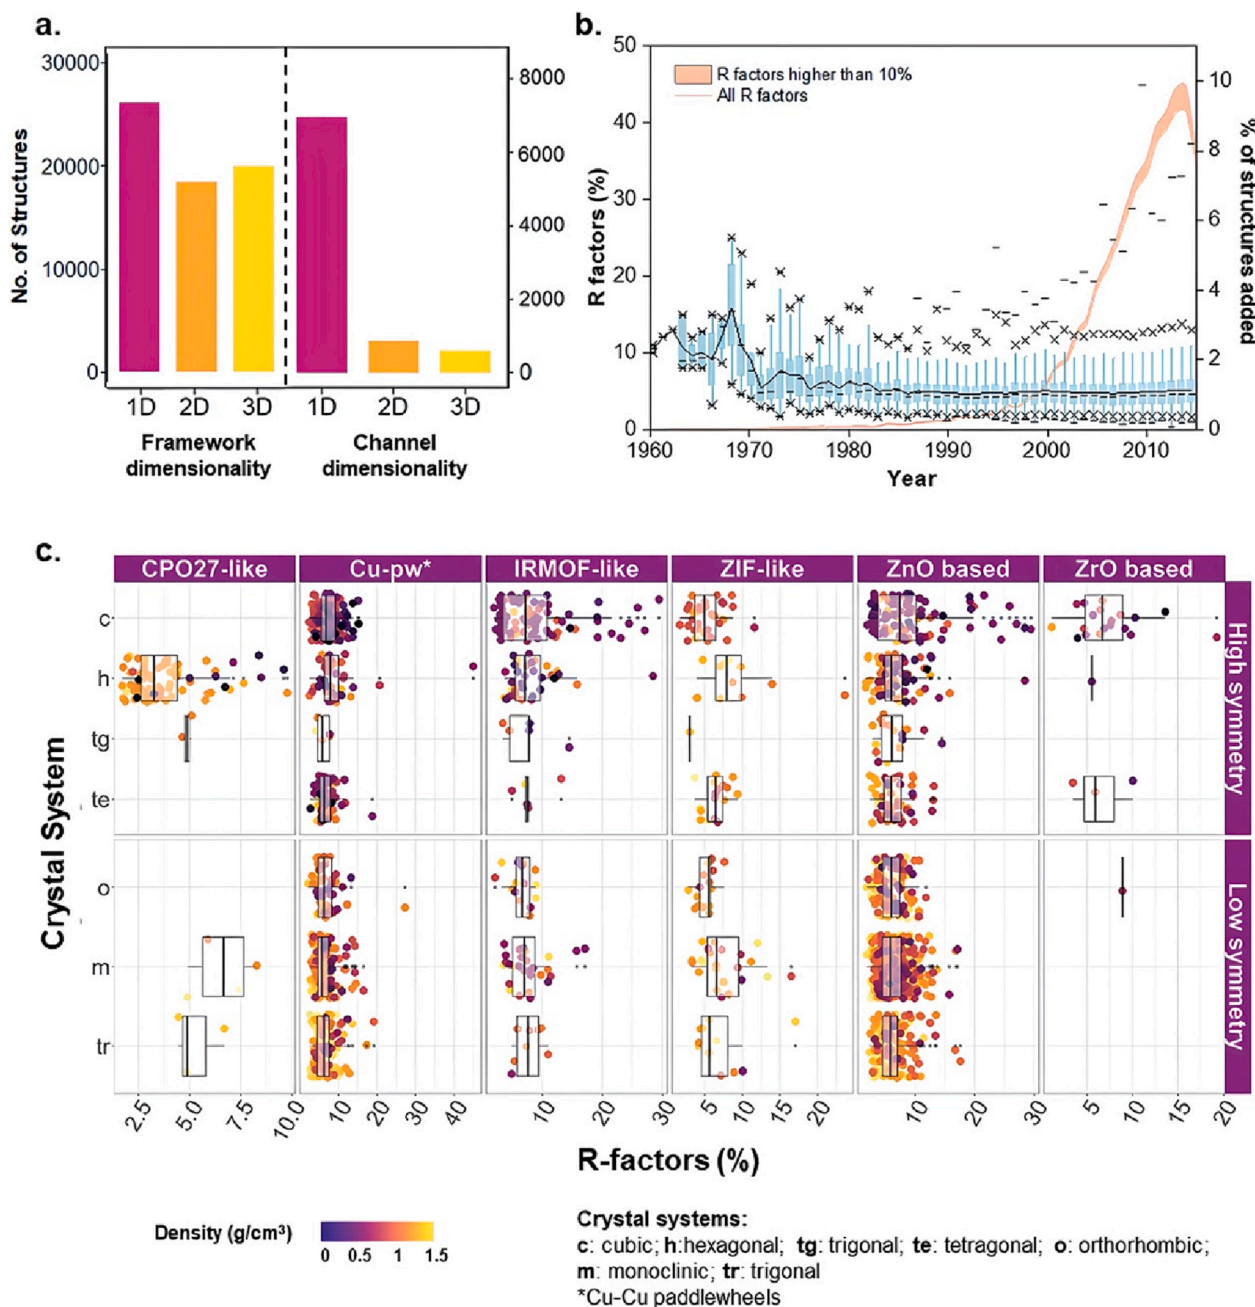 a.
30000
20000
10000
0
No. of Structures
8000
6000
4000
2000
0
1D 2D 3D 1D 2D 3D
Framework dimensionality
Channel dimensionality
b.
50
40
30
20
10
0
R factors (%)
R factors higher than 10%
All R factors
10
8
6
4
2
0
% of structures added
1960 1970 1980 1990 2000 2010
Year
c.
CPO27-like Cu-pw* IRMOF-like ZIF-like ZnO based ZrO based
Crystal System
c
h
tg
te
o
m
tr
High symmetry
Low symmetry
2.5 5.0 7.5 10.0 10 20 30 40 10 20 30 5 10 15 20 10 20 30 5 10 15 20
R-factors (%)
Density (g/cm³)
0 0.5 1 1.5
Crystal systems:
c: cubic; h:hexagonal; tg: trigonal; te: tetragonal; o: orthorhombic;
m: monoclinic; tr: trigonal
*Cu-Cu paddlewheels